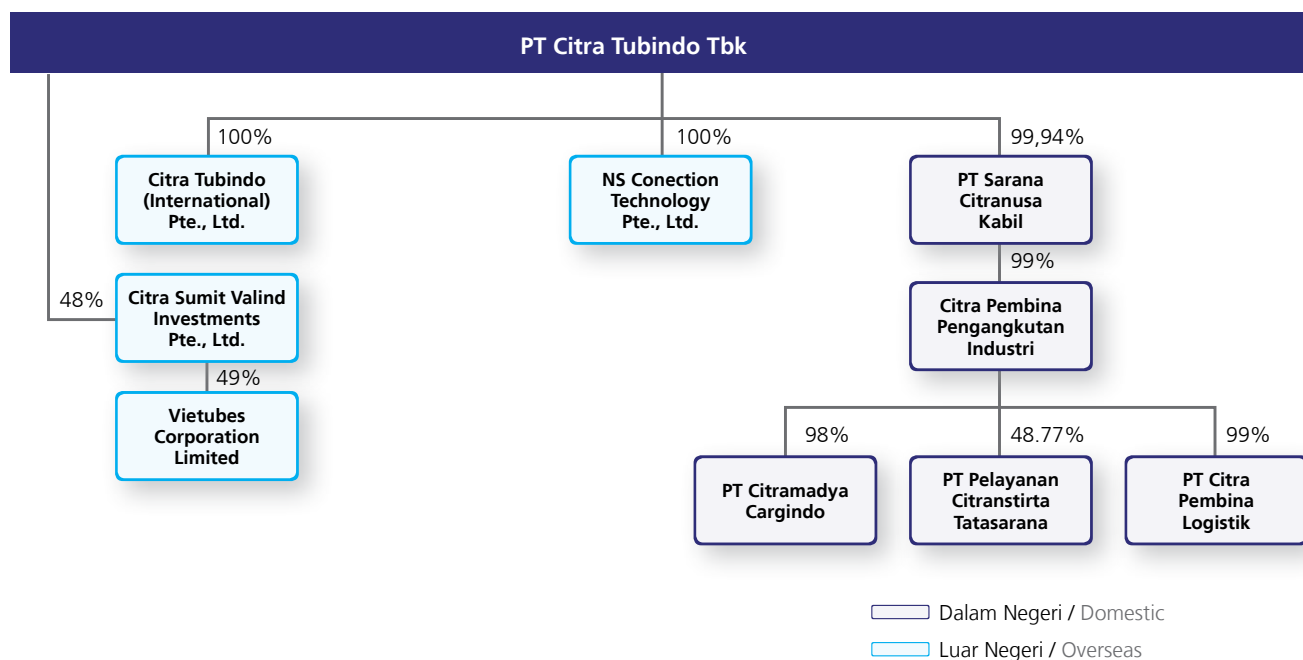 PT Citra Tubindo Tbk
100%
100%
99,94%
Citra Tubindo
(International)
Pte., Ltd.
NS Conection
Technology
Pte., Ltd.
PT Sarana
Citranusa
Kabil
99%
48%
Citra Sumit Valind
Investments
Pte., Ltd.
Citra Pembina
Pengangkutan
Industri
49%
Vietubes
Corporation
Limited
98%
48.77%
99%
PT Citramadya
Cargindo
PT Pelayanan
Citranstirta
Tatasarana
PT Citra
Pembina
Logistik
Dalam Negeri / Domestic
Luar Negeri / Overseas